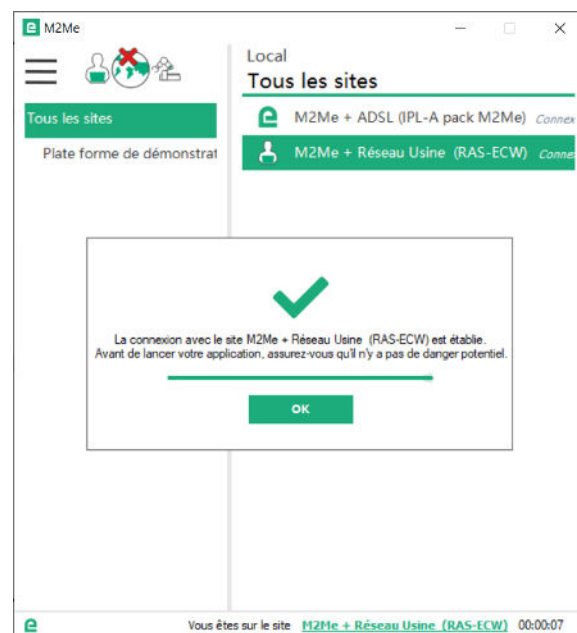 M2Me
Local
Tous les sites
Tous les sites
Plate forme de démonstrat
M2Me + ADSL (IPL-A pack M2Me) Connex
M2Me + Réseau Usine (RAS-ECW) Connex
La connexion avec le site M2Me + Réseau Usine (RAS-ECW) est établie.
Avant de lancer votre application, assurez-vous qu'il n'y a pas de danger potentiel.
OK
Vous êtes sur le site M2Me + Réseau Usine (RAS-ECW) 00:00:07